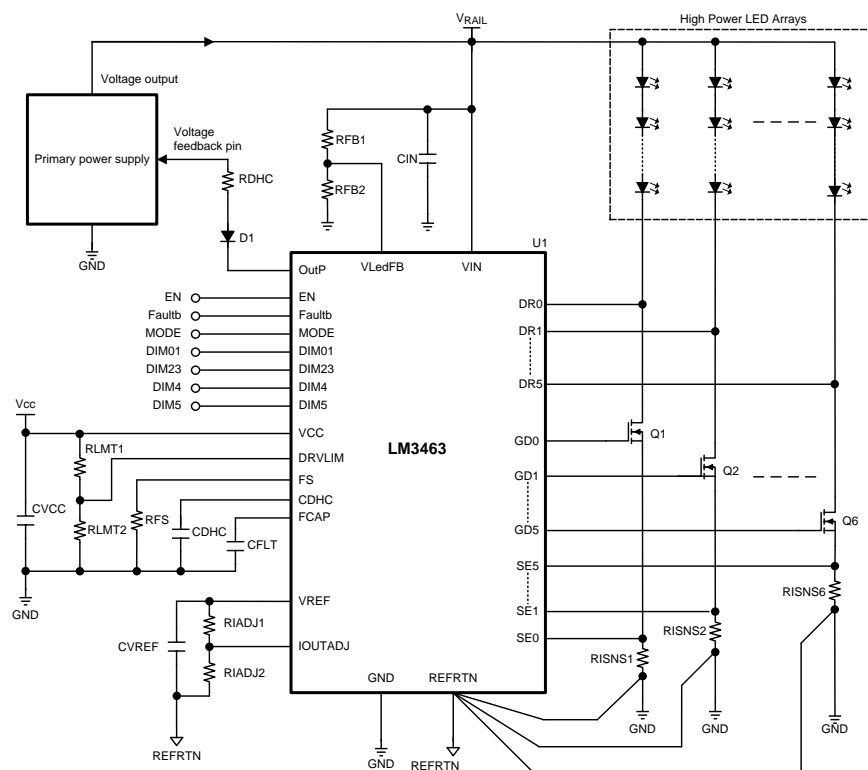 VRAIL
High Power LED Arrays
Voltage output
Primary power supply
Voltage
feedback pin
RDHC
RFB1
RFB2
CIN
D1
GND
U1
OutP
VLedFB
VIN
EN
EN
Faultb
Faultb
MODE
MODE
DIM01
DIM01
DIM23
DIM23
DIM4
DIM4
DIM5
DIM5
DR0
DR1
DR5
Vcc
VCC
RLMT1
DRVLIM
LM3463
GD0
Q1
FS
GD1
Q2
CDHC
CVCC
RLMT2
RFS
CDHC
FCAP
CFLT
GD5
Q6
GND
SE5
VREF
SE1
RISNS6
RIADJ1
CVREF
IOUTADJ
SE0
RISNS2
RISNS1
RIADJ2
GND
REFRTN
REFRTN
GND
REFRTN
GND
GND
GND